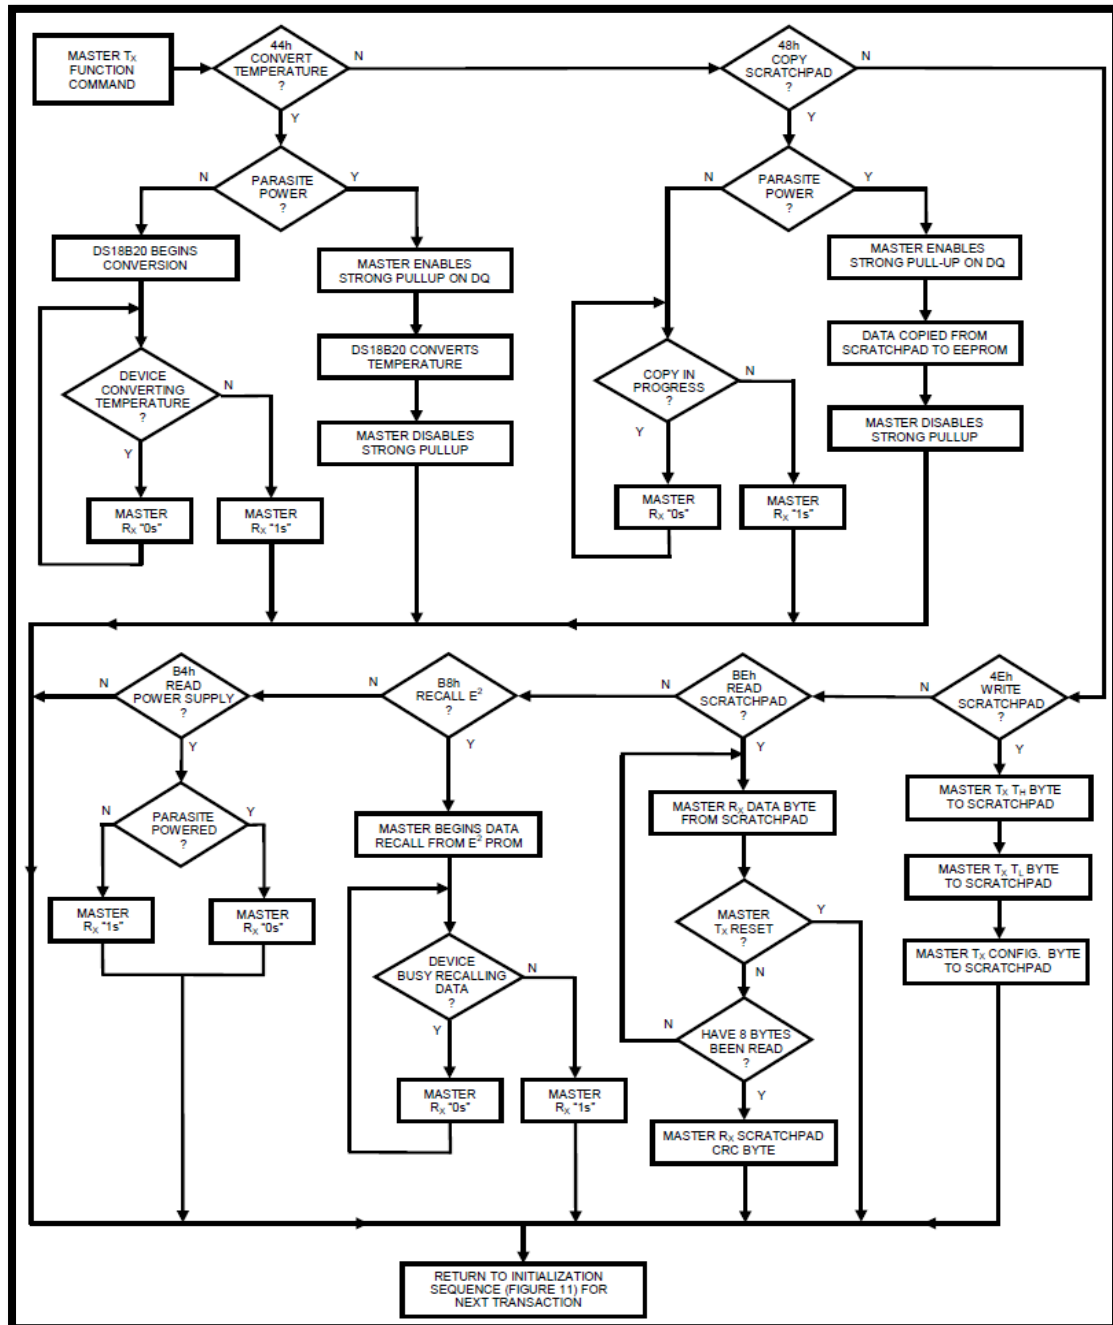 MASTER TX
FUNCTION
COMMAND
44h
CONVERT
TEMPERATURE
?
N
Y
48h
COPY
SCRATCHPAD
?
N
Y
N
PARASITE
POWER
?
Y
N
PARASITE
POWER
?
Y
DS18B20 BEGINS
CONVERSION
MASTER ENABLES
STRONG PULLUP ON DQ
MASTER ENABLES
STRONG PULL-UP ON DQ
DS18B20 CONVERTS
TEMPERATURE
DATA COPIED FROM
SCRATCHPAD TO EEPROM
DEVICE
CONVERTING
TEMPERATURE
?
N
Y
COPY IN
PROGRESS
?
N
Y
MASTER DISABLES
STRONG PULLUP
MASTER DISABLES
STRONG PULLUP
MASTER
RX “0s”
MASTER
RX “1s”
MASTER
RX “0s”
MASTER
RX “1s”
N
B4h
READ
POWER SUPPLY
?
Y
N
B8h
RECALL E2
?
Y
N
BEh
READ
SCRATCHPAD
?
Y
N
4Eh
WRITE
SCRATCHPAD
?
Y
N
PARASITE
POWERED
?
Y
MASTER
RX “1s”
MASTER
RX “0s”
MASTER BEGINS DATA
RECALL FROM E2 PROM
DEVICE
BUSY RECALLING
DATA
?
N
Y
MASTER
RX “0s”
MASTER
RX “1s”
MASTER RX DATA BYTE
FROM SCRATCHPAD
MASTER
TX RESET
?
Y
N
HAVE 8 BYTES
BEEN READ
?
N
Y
MASTER RX SCRATCHPAD
CRC BYTE
MASTER TX TH BYTE
TO SCRATCHPAD
MASTER TX TL BYTE
TO SCRATCHPAD
MASTER TX CONFIG. BYTE
TO SCRATCHPAD
RETURN TO INITIALIZATION
SEQUENCE (FIGURE 11) FOR
NEXT TRANSACTION